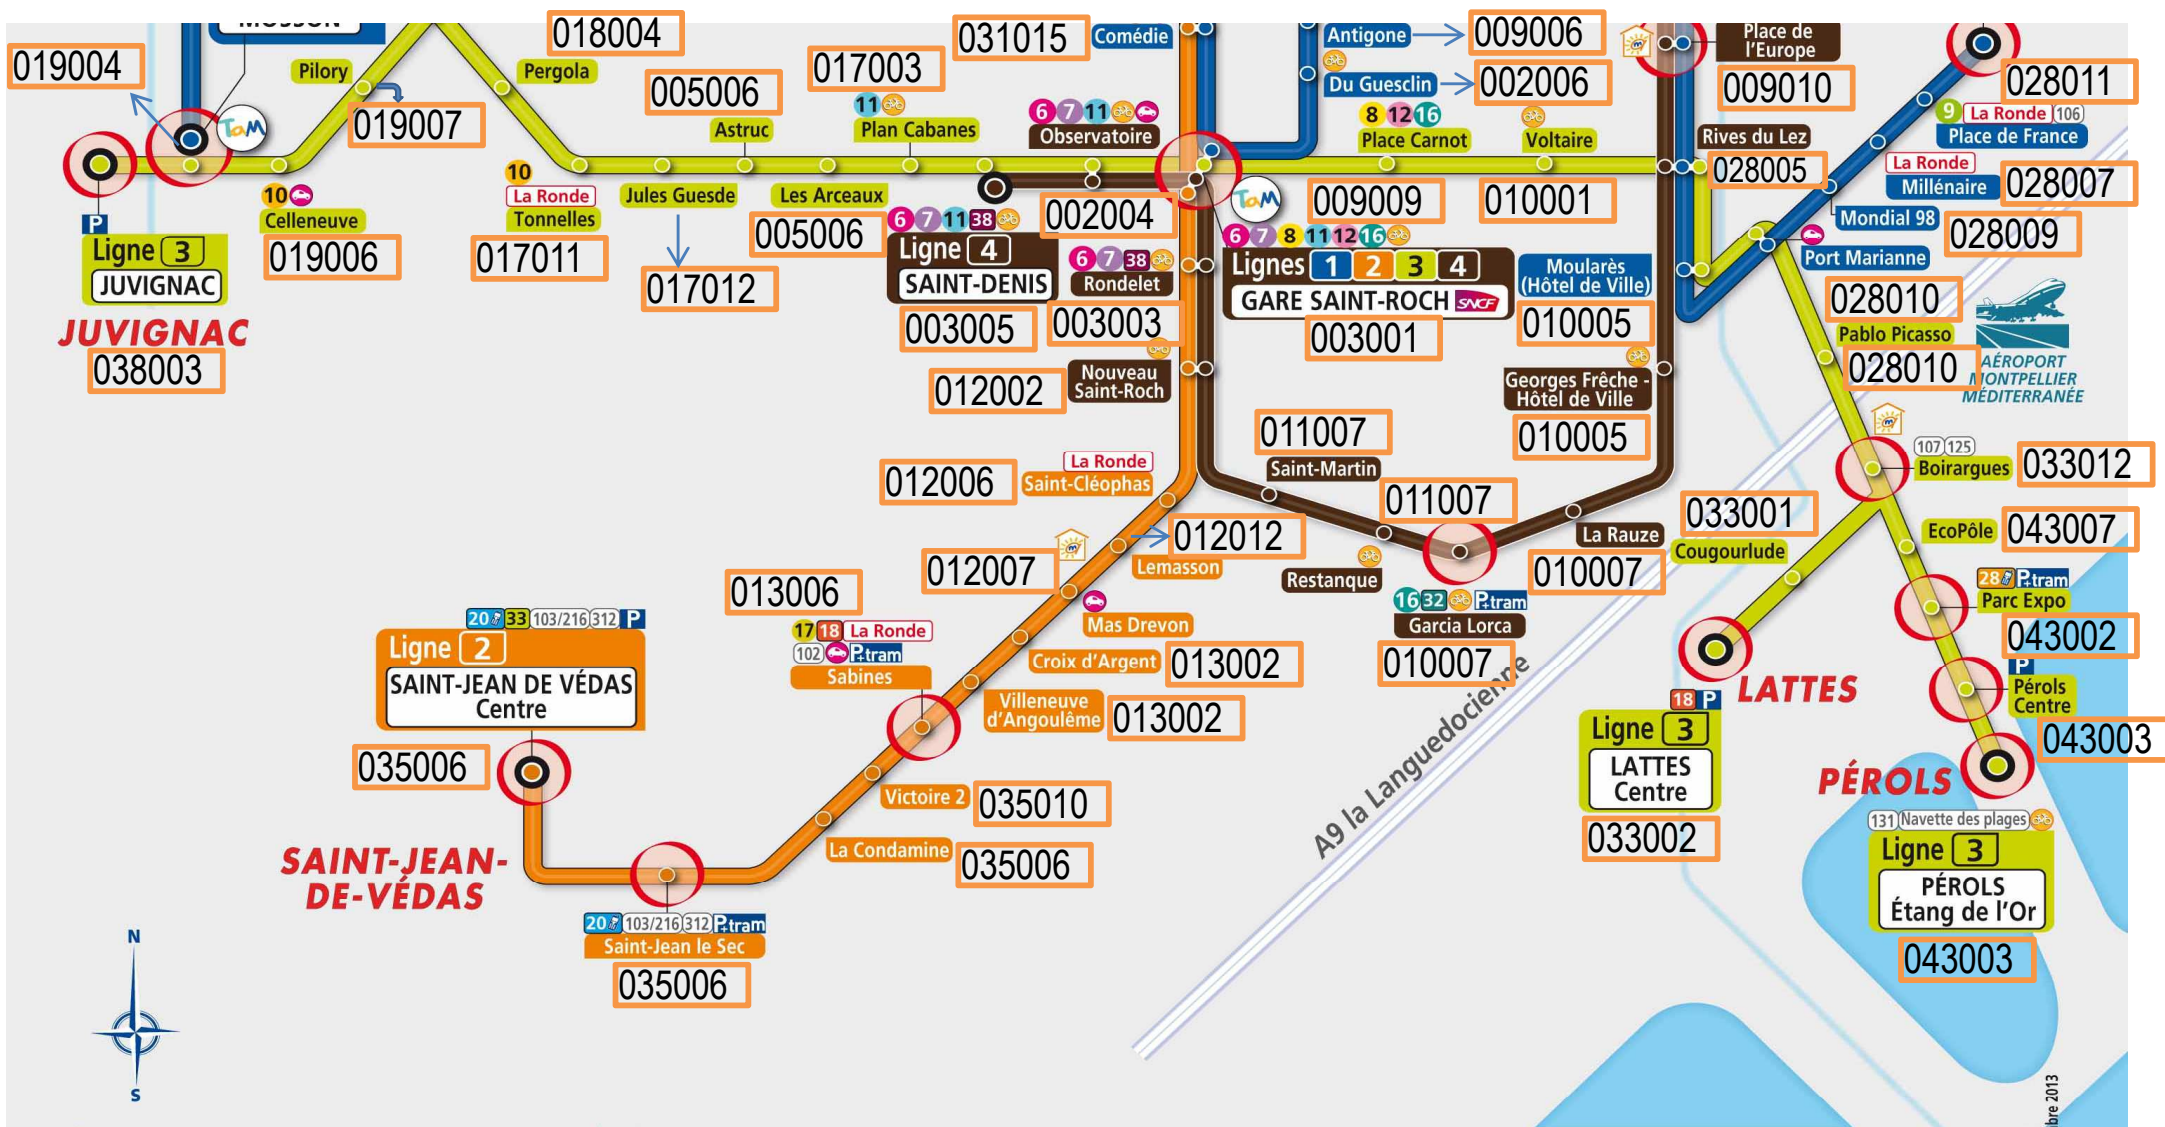 MOSSON
018004
031015
Comédie
Antigone
009006
Place de
l'Europe
019004
Pilory
Pergola
017003
005006
Du Guesclin
002006
009010
028011
019007
TaM
11
Astruc
Plan Cabanes
6 7 11
Observatoire
8 12 16
Place Carnot
Voltaire
Rives du Lez
9 La Ronde 106
Place de France
028005
La Ronde
Millénaire
028007
10
Celleneuve
019006
10
La Ronde
Tonnelles
017011
Jules Guesde
017012
Les Arceaux
005006
002004
TaM
009009
010001
Mondial 98
028009
P
Ligne 3
JUVIGNAC
JUVIGNAC
038003
6 7 11 38
Ligne 4
SAINT-DENIS
003005
6 7 38
Rondelet
003003
6 7 8 11 12 16
Lignes 1 2 3 4
GARE SAINT-ROCH SNCF
003001
Moularès
(Hôtel de Ville)
010005
Port Marianne
028010
Pablo Picasso
028010
AÉROPORT
MONTPELLIER
MÉDITERRANÉE
012002
Nouveau
Saint-Roch
Georges Frêche -
Hôtel de Ville
010005
011007
Saint-Martin
107 125
Boirargues
033012
La Ronde
Saint-Cléophas
012006
011007
033001
Cougourlude
EcoPôle
043007
012012
Lemasson
012007
Restanque
La Rauze
010007
013006
28 P+tram
Parc Expo
043002
16 32 P+tram
Garcia Lorca
010007
20 33 103/216 312 P
Ligne 2
SAINT-JEAN DE VÉDAS
Centre
035006
17 18 La Ronde
102 P+tram
Sabines
Mas Drevon
Croix d'Argent
013002
Villeneuve
d'Angoulême
013002
LATTES
18 P
Ligne 3
LATTES
Centre
033002
P
Pérols
Centre
043003
PÉROLS
131 Navette des plages
Ligne 3
PÉROLS
Étang de l'Or
043003
A9 la Languedocienne
Victoire 2
035010
La Condamine
035006
SAINT-JEAN-
DE-VÉDAS
20 103/216 312 P+tram
Saint-Jean le Sec
035006
N
S
bre 2013